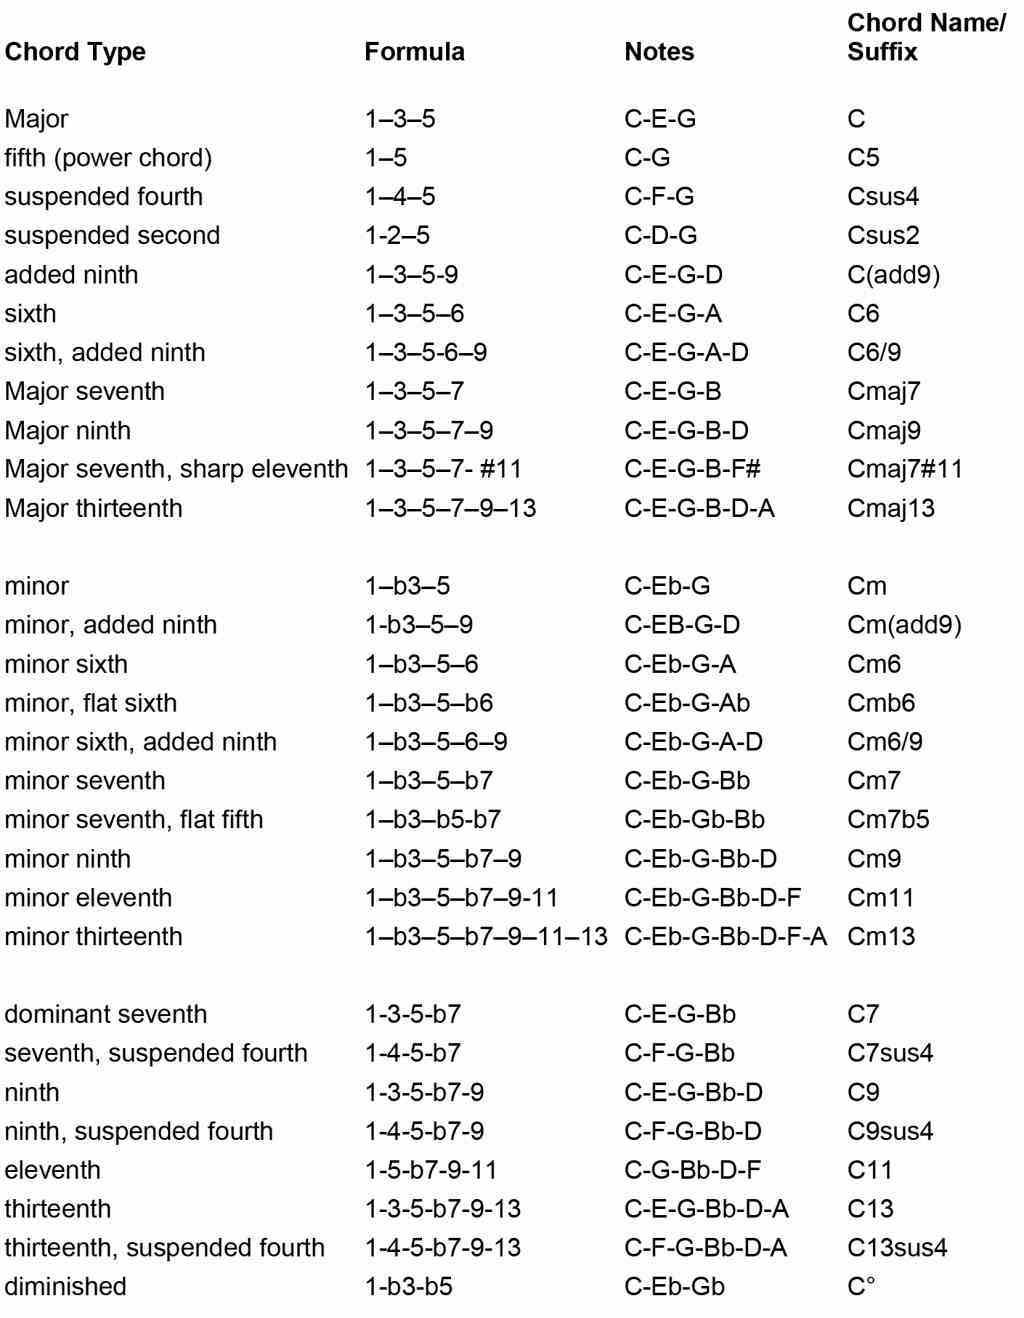 Chord Name/
Chord Type Formula Notes Suffix
Major 1–3–5 C-E-G C
fifth (power chord) 1–5 C-G C5
suspended fourth 1–4–5 C-F-G Csus4
suspended second 1-2–5 C-D-G Csus2
added ninth 1–3–5-9 C-E-G-D C(add9)
sixth 1–3–5–6 C-E-G-A C6
sixth, added ninth 1–3–5-6–9 C-E-G-A-D C6/9
Major seventh 1–3–5–7 C-E-G-B Cmaj7
Major ninth 1–3–5–7–9 C-E-G-B-D Cmaj9
Major seventh, sharp eleventh 1–3–5–7- #11 C-E-G-B-F# Cmaj7#11
Major thirteenth 1–3–5–7–9–13 C-E-G-B-D-A Cmaj13
minor 1–b3–5 C-Eb-G Cm
minor, added ninth 1-b3–5–9 C-EB-G-D Cm(add9)
minor sixth 1–b3–5–6 C-Eb-G-A Cm6
minor, flat sixth 1–b3–5–b6 C-Eb-G-Ab Cmb6
minor sixth, added ninth 1–b3–5–6–9 C-Eb-G-A-D Cm6/9
minor seventh 1–b3–5–b7 C-Eb-G-Bb Cm7
minor seventh, flat fifth 1–b3–b5-b7 C-Eb-Gb-Bb Cm7b5
minor ninth 1–b3–5–b7–9 C-Eb-G-Bb-D Cm9
minor eleventh 1–b3–5–b7–9-11 C-Eb-G-Bb-D-F Cm11
minor thirteenth 1–b3–5–b7–9–11–13 C-Eb-G-Bb-D-F-A Cm13
dominant seventh 1-3-5-b7 C-E-G-Bb C7
seventh, suspended fourth 1-4-5-b7 C-F-G-Bb C7sus4
ninth 1-3-5-b7-9 C-E-G-Bb-D C9
ninth, suspended fourth 1-4-5-b7-9 C-F-G-Bb-D C9sus4
eleventh 1-5-b7-9-11 C-G-Bb-D-F C11
thirteenth 1-3-5-b7-9-13 C-E-G-Bb-D-A C13
thirteenth, suspended fourth 1-4-5-b7-9-13 C-F-G-Bb-D-A C13sus4
diminished 1-b3-b5 C-Eb-Gb C°